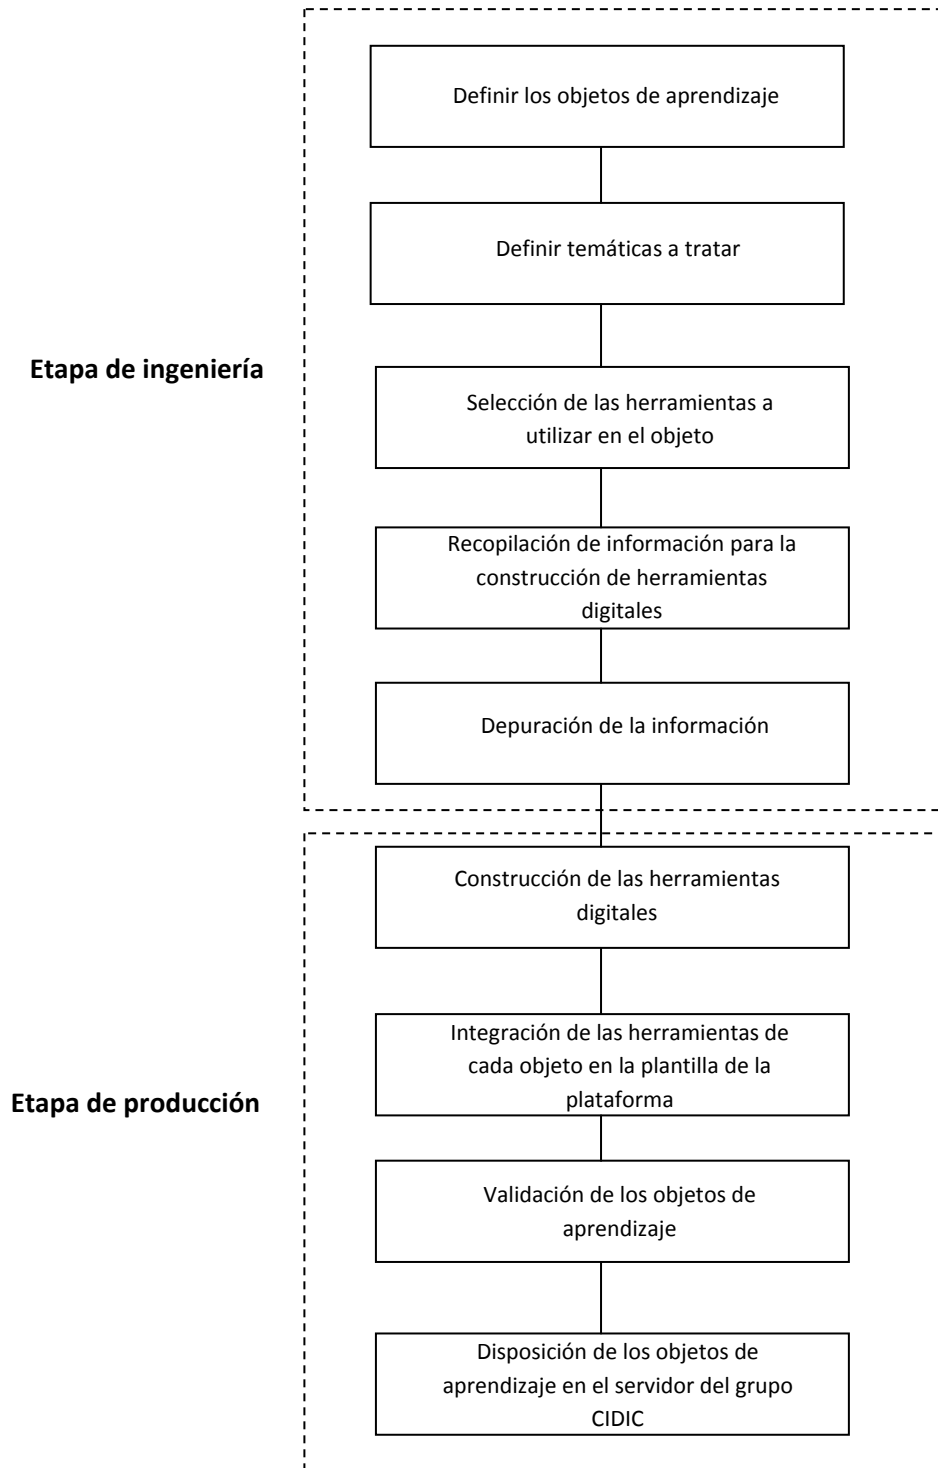 Definir los objetos de aprendizaje
Definir temáticas a tratar
Etapa de ingeniería
Selección de las herramientas a
utilizar en el objeto
Recopilación de información para la
construcción de herramientas
digitales
Depuración de la información
Construcción de las herramientas
digitales
Integración de las herramientas de
cada objeto en la plantilla de la
plataforma
Etapa de producción
Validación de los objetos de
aprendizaje
Disposición de los objetos de
aprendizaje en el servidor del grupo
CIDIC